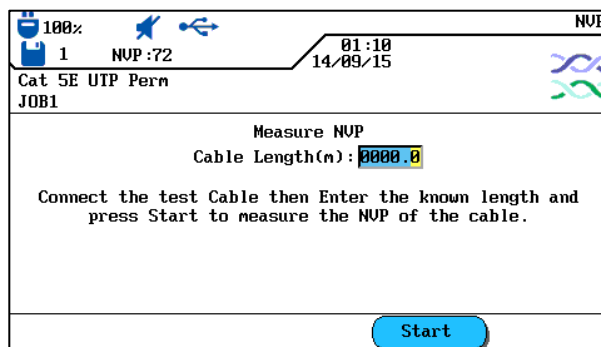 100% NVP
1 NVP:72 01:10
14/09/15
Cat 5E UTP Perm
JOB1
Measure NVP
Cable Length(m): 0000.0
Connect the test Cable then Enter the known length and
press Start to measure the NVP of the cable.
Start